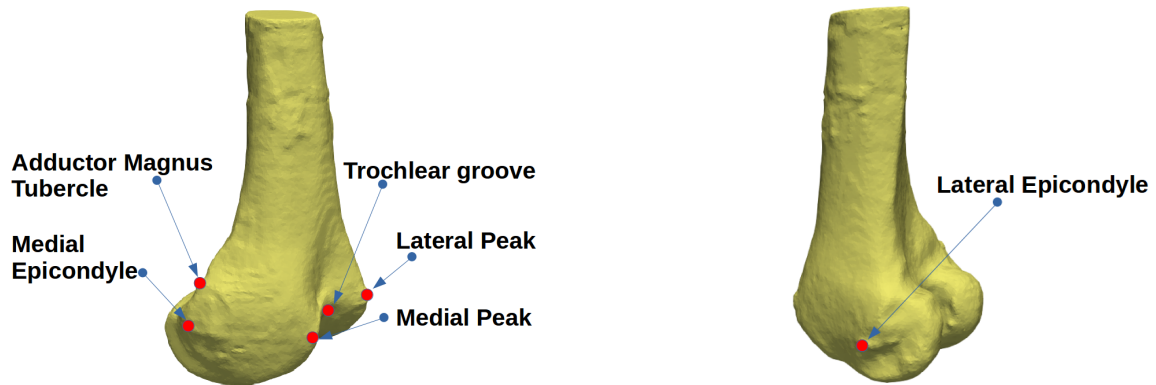 Adductor Magnus
Tubercle
Trochlear groove
Lateral Epicondyle
Medial
Epicondyle
Lateral Peak
Medial Peak